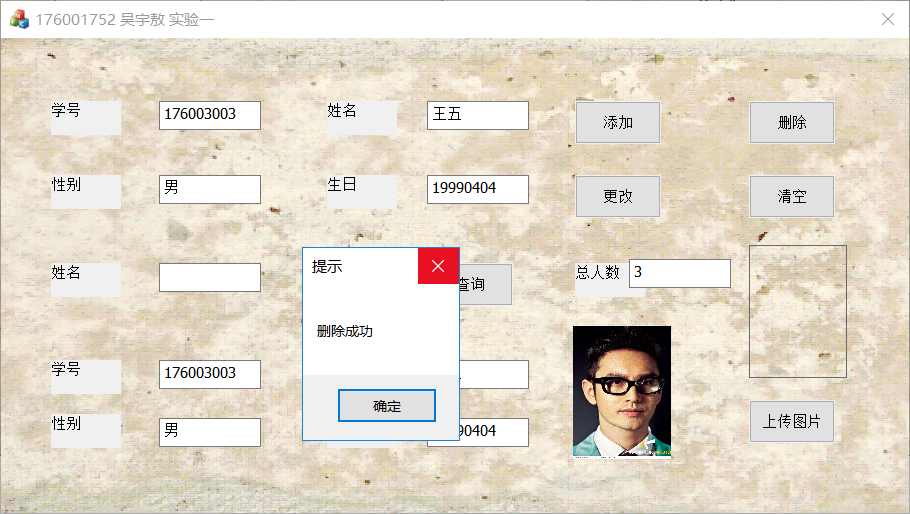 176001752 吴宇敖 实验一
学号 176003003 姓名 王五 添加 删除
性别 男 生日 19990404 更改 清空
姓名 查询 总人数 3
提示
删除成功
确定
学号 176003003
性别 男 0404
上传图片